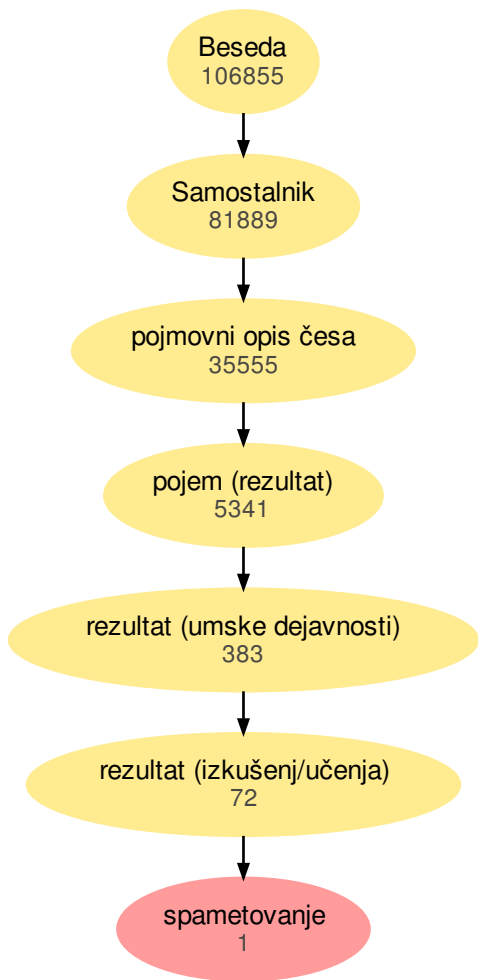 Beseda
106855
Samostalnik
81889
pojmovni opis česa
35555
pojem (rezultat)
5341
rezultat (umske dejavnosti)
383
rezultat (izkušenj/učenja)
72
spametovanje
1